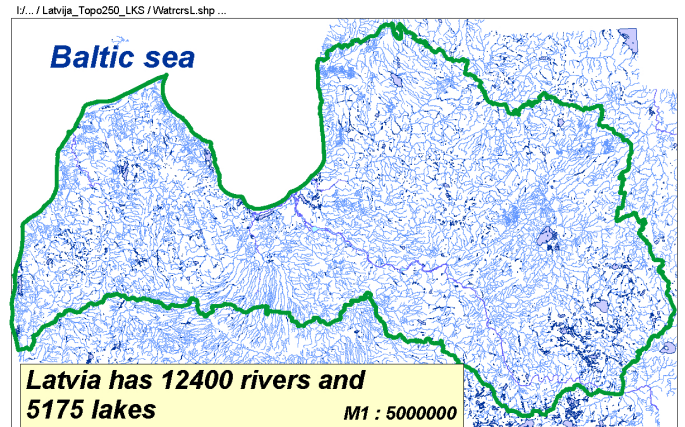 I:/... / Latvija_Topo250_LKS / WatrcrsL.shp ...
Baltic sea
Latvia has 12400 rivers and
5175 lakes
M1 : 5000000